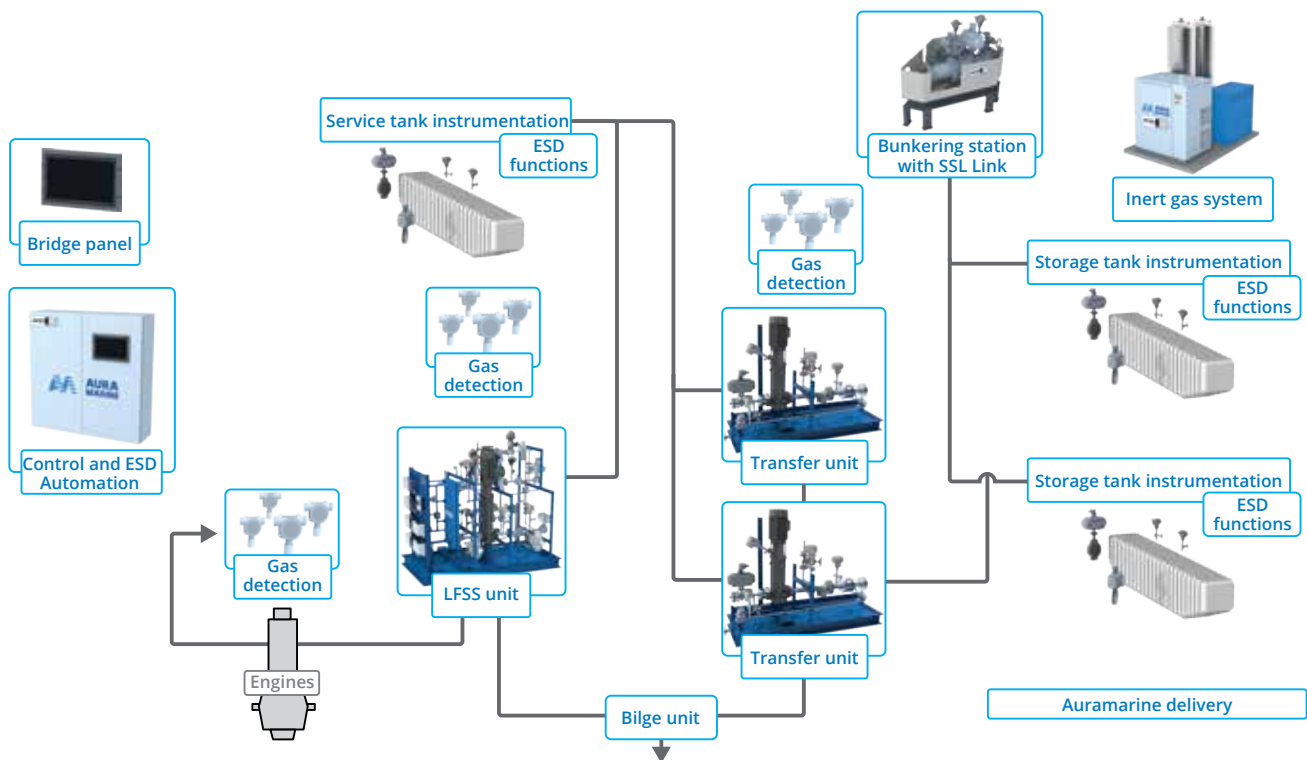 Bridge panel
AURA
MARINE
Control and ESD
Automation
Service tank instrumentation
ESD
functions
Gas
detection
Gas
detection
Engines
LFSS unit
Gas
detection
Transfer unit
Transfer unit
Bilge unit
Bunkering station
with SSL Link
Inert gas system
Storage tank instrumentation
ESD
functions
Storage tank instrumentation
ESD
functions
Auramarine delivery